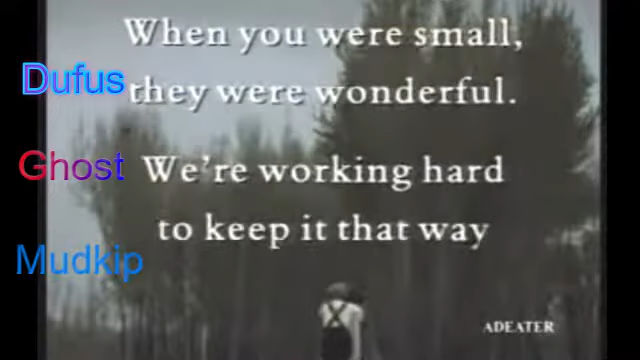 When you were small,
Dufus
they were wonderful.
Ghost
We're working hard
to keep it that way
Mudkip
ADEATER